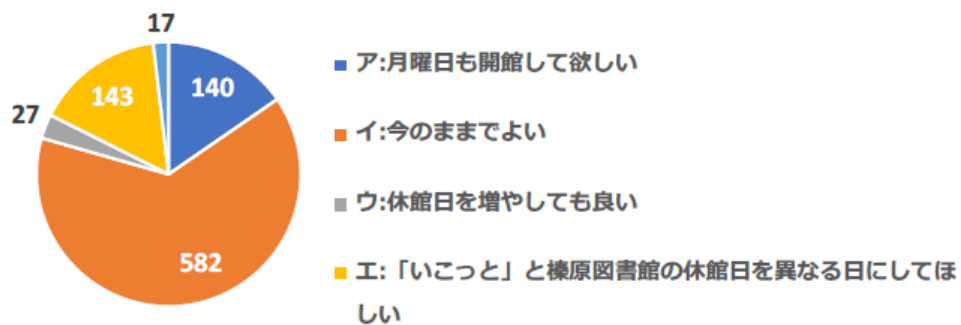 17
143
140
27
582
ア:月曜日も開館して欲しい
イ:今のままでよい
ウ:休館日を増やしても良い
エ:「いこっと」と榛原図書館の休館日を異なる日にしてほ
しい